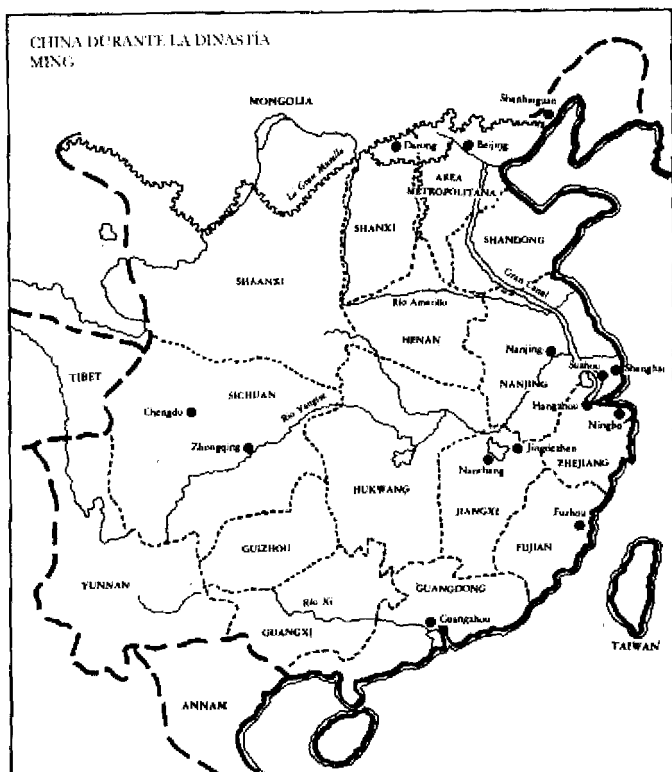 CHINA DURANTE LA DINASTÍA
MING
Shanhaiguan
MONGOLIA
La Gran Muralla
Datong
Beijing
AREA
METROPOLITANA
SHANXI
SHANDONG
SHAANXI
Gran Canal
Río Amarillo
HENAN
Nanjing
NANJING
Suzhou
Shanghai
TIBET
SICHUAN
Río Yangtse
Hangzhou
Ningbo
Chengdu
Zhongqing
Jingdezhen
Nanchang
ZHEJIANG
HUKWANG
JIANGXI
Fuzhou
GUIZHOU
FUJIAN
YUNNAN
Río Xi
GUANGDONG
Guangzhou
GUANGXI
TAIWAN
ANNAM